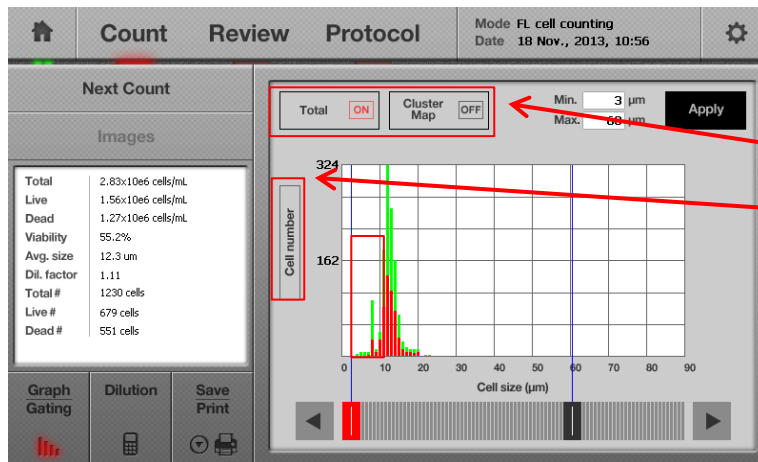 Count Review Protocol
Mode FL cell counting
Date 18 Nov., 2013, 10:56
Next Count
Images
Total 2.83x10e6 cells/mL
Live 1.56x10e6 cells/mL
Dead 1.27x10e6 cells/mL
Viability 55.2%
Avg. size 12.3 um
Dil. factor 1.11
Total # 1230 cells
Live # 679 cells
Dead # 551 cells
Graph Gating
Dilution
Save Print
Total ON
Cluster Map OFF
Min. 3 μm
Max. 60 μm
Apply
324
162
Cell number
0 10 20 30 40 50 60 70 80 90
Cell size (μm)